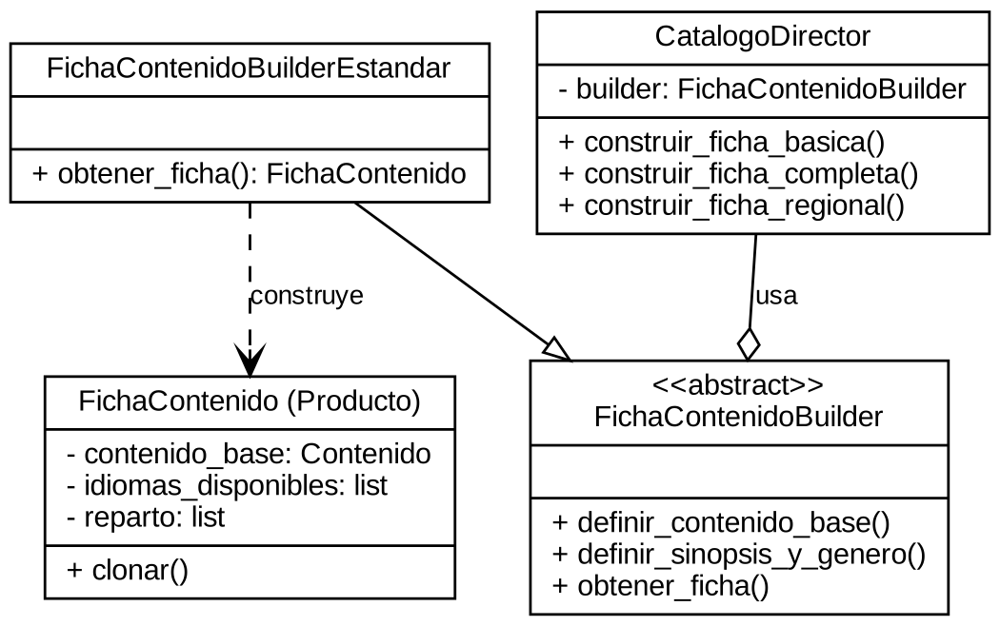 FichaContenidoBuilderEstandar
+ obtener_ficha(): FichaContenido
CatalogoDirector
- builder: FichaContenidoBuilder
+ construir_ficha_basica()
+ construir_ficha_completa()
+ construir_ficha_regional()
construye
usa
FichaContenido (Producto)
- contenido_base: Contenido
- idiomas_disponibles: list
- reparto: list
+ clonar()
<<abstract>>
FichaContenidoBuilder
+ definir_contenido_base()
+ definir_sinopsis_y_genero()
+ obtener_ficha()